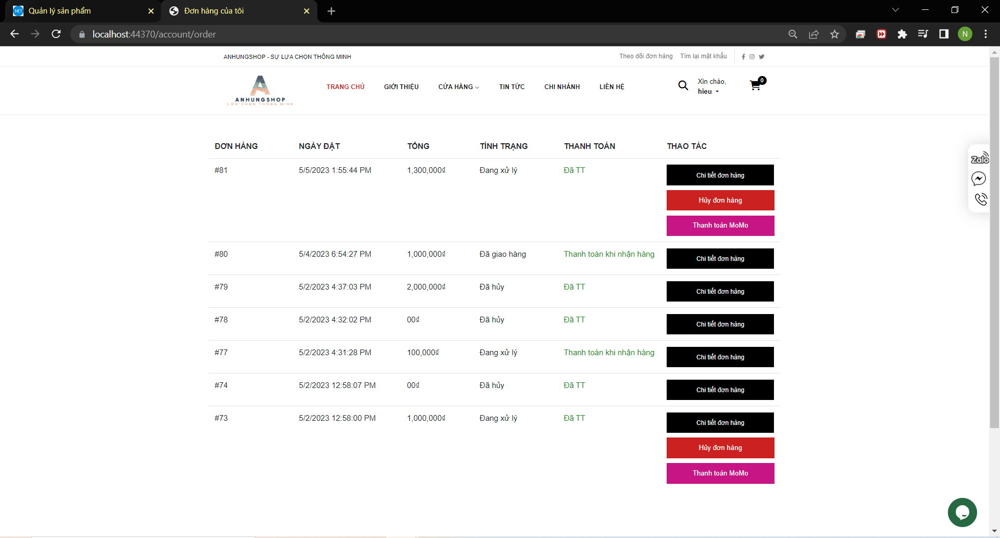 Quản lý sản phẩm
Đơn hàng của tôi
localhost:44370/account/order
N
ANHUNGSHOP - SỰ LỰA CHỌN THÔNG MINH
Theo dõi đơn hàng Tìm lại mật khẩu
A
ANHUNGSHOP
LỰA CHỌN THÔNG MINH
TRANG CHỦ GIỚI THIỆU CỬA HÀNG TIN TỨC CHI NHÁNH LIÊN HỆ
Xin chào,
hieu
0
ĐƠN HÀNG NGÀY ĐẶT TỔNG TÌNH TRẠNG THANH TOÁN THAO TÁC
#81 5/5/2023 1:55:44 PM 1,300,000₫ Đang xử lý Đã TT Chi tiết đơn hàng
Hủy đơn hàng
Thanh toán MoMo
#80 5/4/2023 6:54:27 PM 1,000,000₫ Đã giao hàng Thanh toán khi nhận hàng Chi tiết đơn hàng
#79 5/2/2023 4:37:03 PM 2,000,000₫ Đã hủy Đã TT Chi tiết đơn hàng
#78 5/2/2023 4:32:02 PM 00₫ Đã hủy Đã TT Chi tiết đơn hàng
#77 5/2/2023 4:31:28 PM 100,000₫ Đang xử lý Thanh toán khi nhận hàng Chi tiết đơn hàng
#74 5/2/2023 12:58:07 PM 00₫ Đã hủy Đã TT Chi tiết đơn hàng
#73 5/2/2023 12:58:00 PM 1,000,000₫ Đang xử lý Đã TT Chi tiết đơn hàng
Hủy đơn hàng
Thanh toán MoMo
Zalo